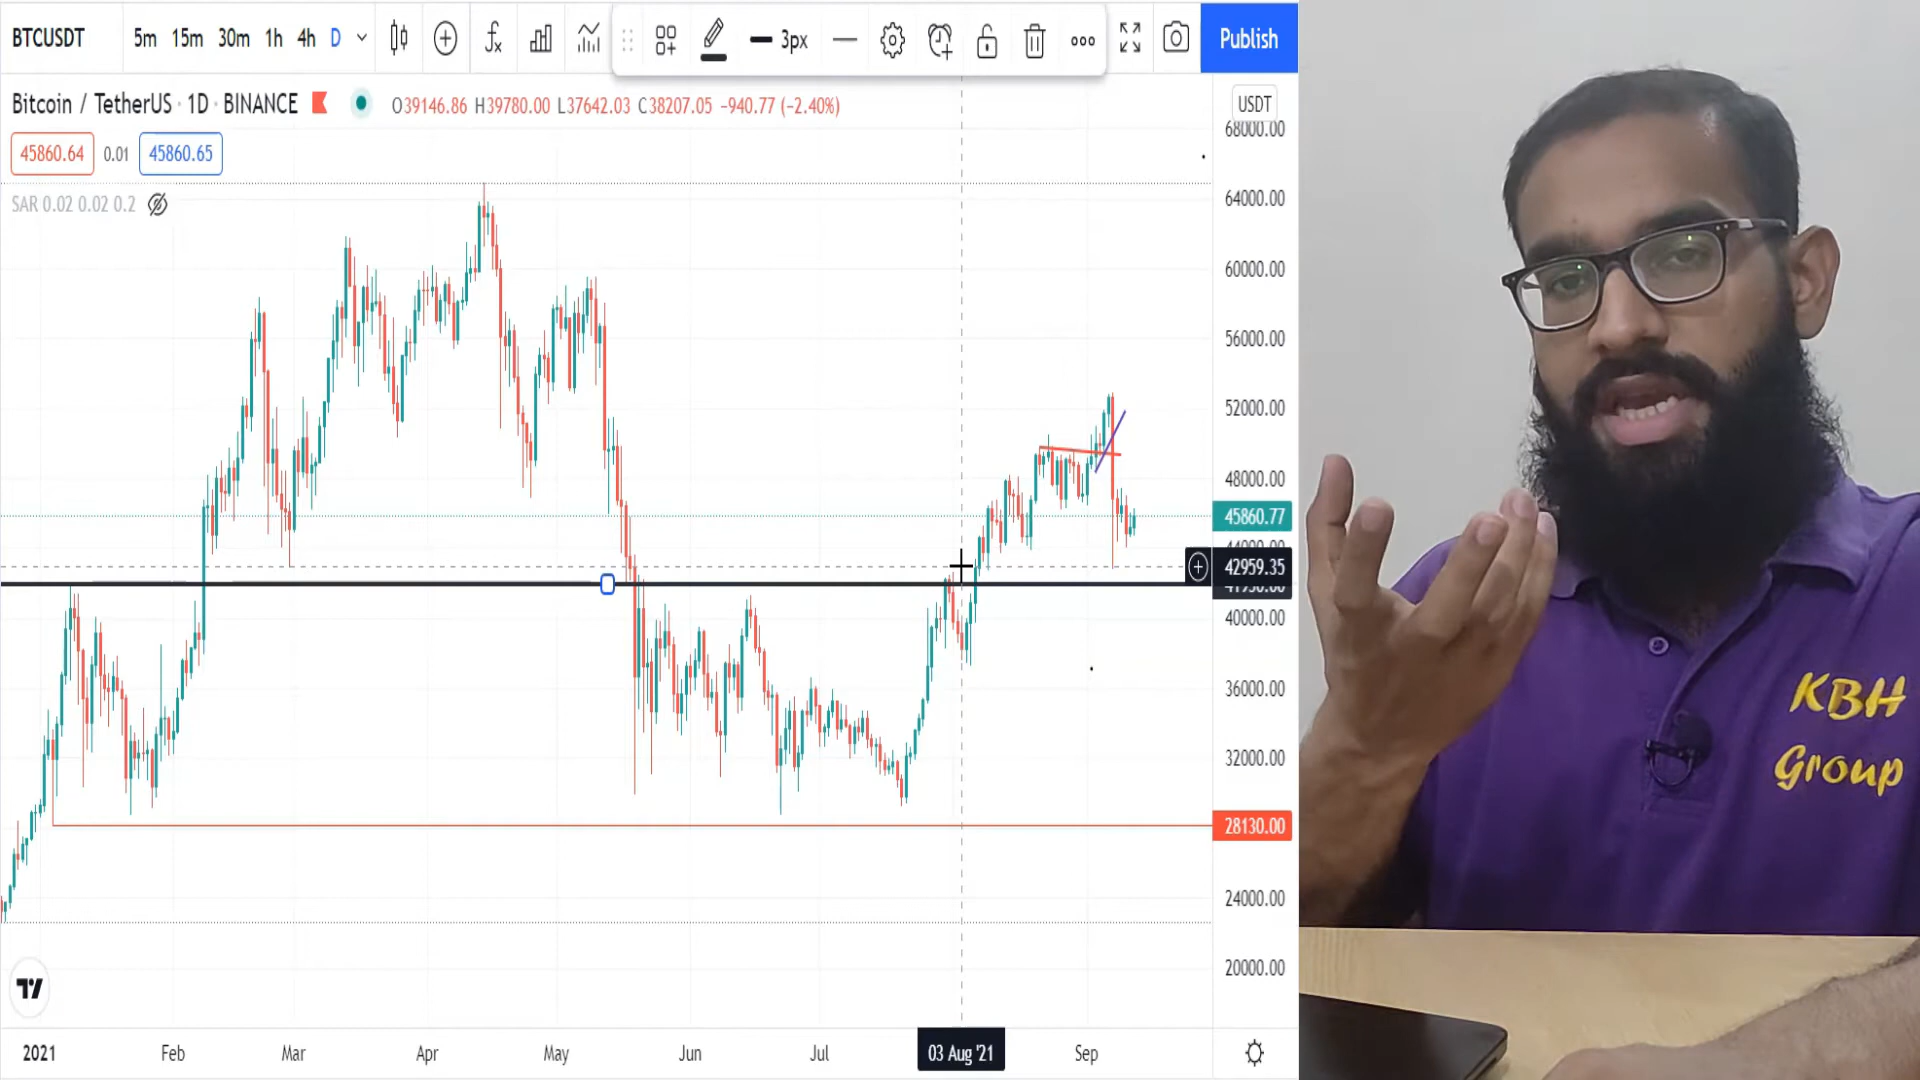 BTCUSDT 5m 15m 30m 1h 4h D 3px Publish
Bitcoin / TetherUS · 1D · BINANCE O39146.86 H39780.00 L37642.03 C38207.05 −940.77 (−2.40%) USDT
68000.00
45860.64 0.01 45860.65
SAR 0.02 0.02 0.2
64000.00
60000.00
56000.00
52000.00
48000.00
45860.77
44000.00
42959.35
41950.00
40000.00
36000.00
32000.00
28130.00
24000.00
20000.00
2021 Feb Mar Apr May Jun Jul 03 Aug '21 Sep
KBH
Group